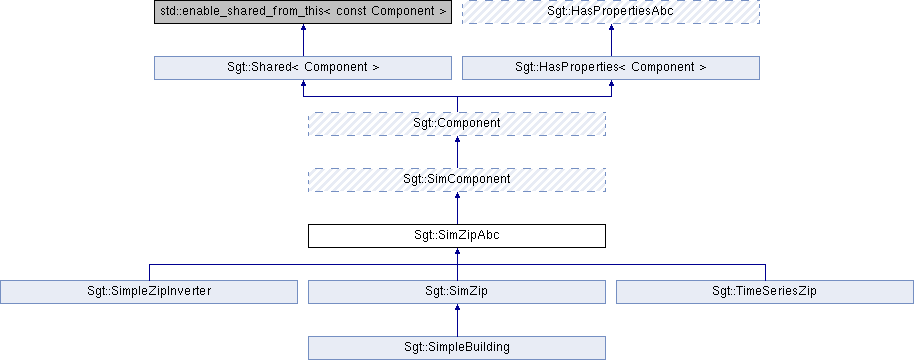 std::enable_shared_from_this< const Component >
Sgt::HasPropertiesAbc
Sgt::Shared< Component >
Sgt::HasProperties< Component >
Sgt::Component
Sgt::SimComponent
Sgt::SimZipAbc
Sgt::SimpleZipInverter
Sgt::SimZip
Sgt::TimeSeriesZip
Sgt::SimpleBuilding